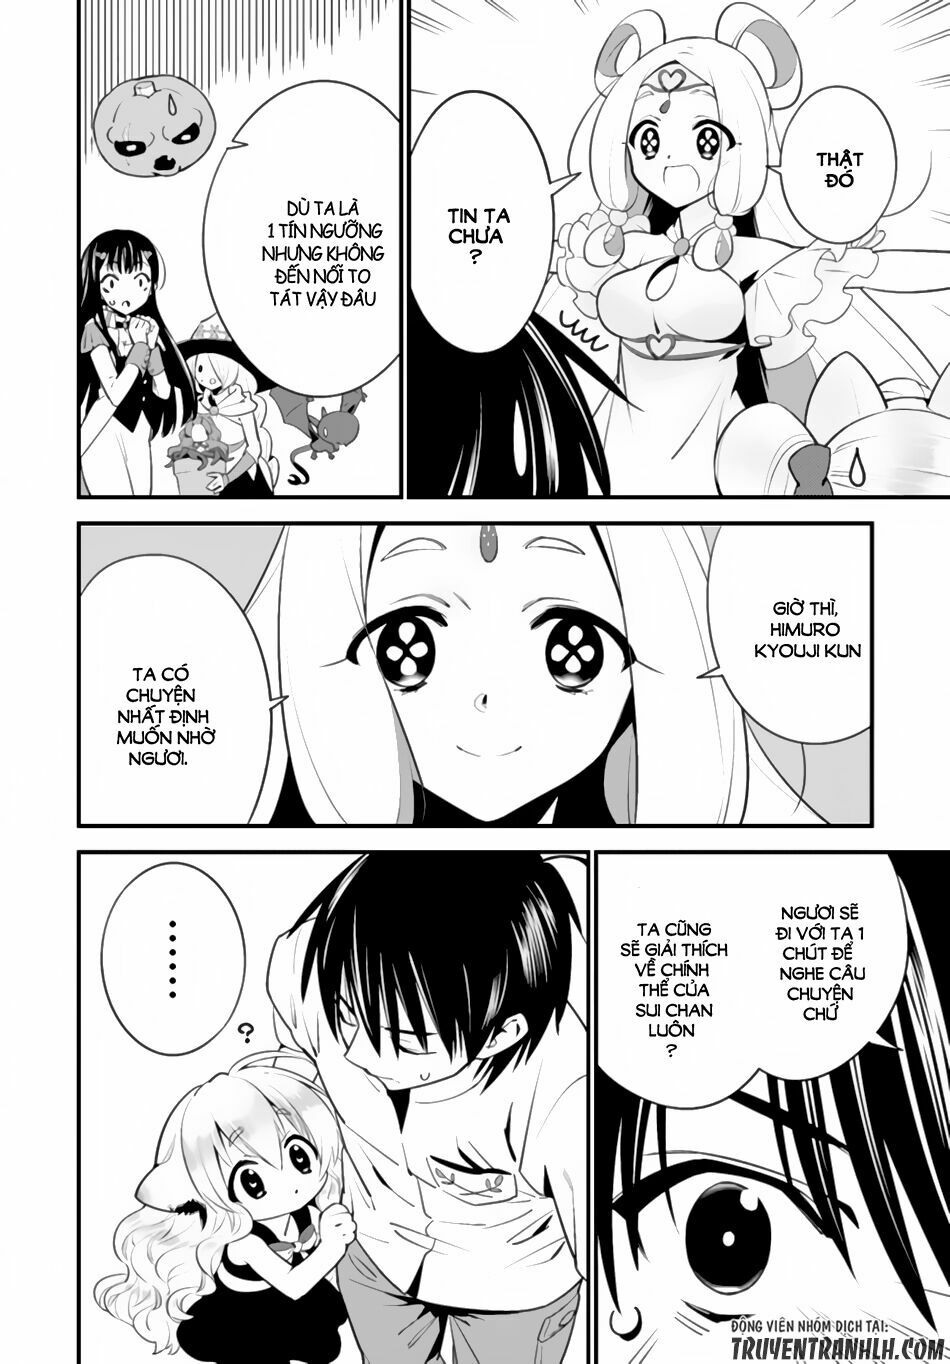 THẬT
ĐÓ
TIN TA
CHƯA
?
DÙ TA LÀ
1 TÍN NGƯỠNG
NHƯNG KHÔNG
ĐẾN NỐI TO
TÁT VẬY ĐÂU
GIỜ THÌ,
HIMURO
KYOUJI KUN
TA CÓ
CHUYỆN
NHẤT ĐỊNH
MUỐN NHỜ
NGƯƠI.
NGƯƠI SẼ
ĐI VỚI TA 1
CHÚT ĐỂ
NGHE CÂU
CHUYỆN
CHỨ
TA CŨNG
SẼ GIẢI THÍCH
VỀ CHÍNH
THỂ CỦA
SUI CHAN
LUÔN
?
......
?
ĐỘNG VIÊN NHÓM DỊCH TẠI:
TRUYENTRANHLH.COM